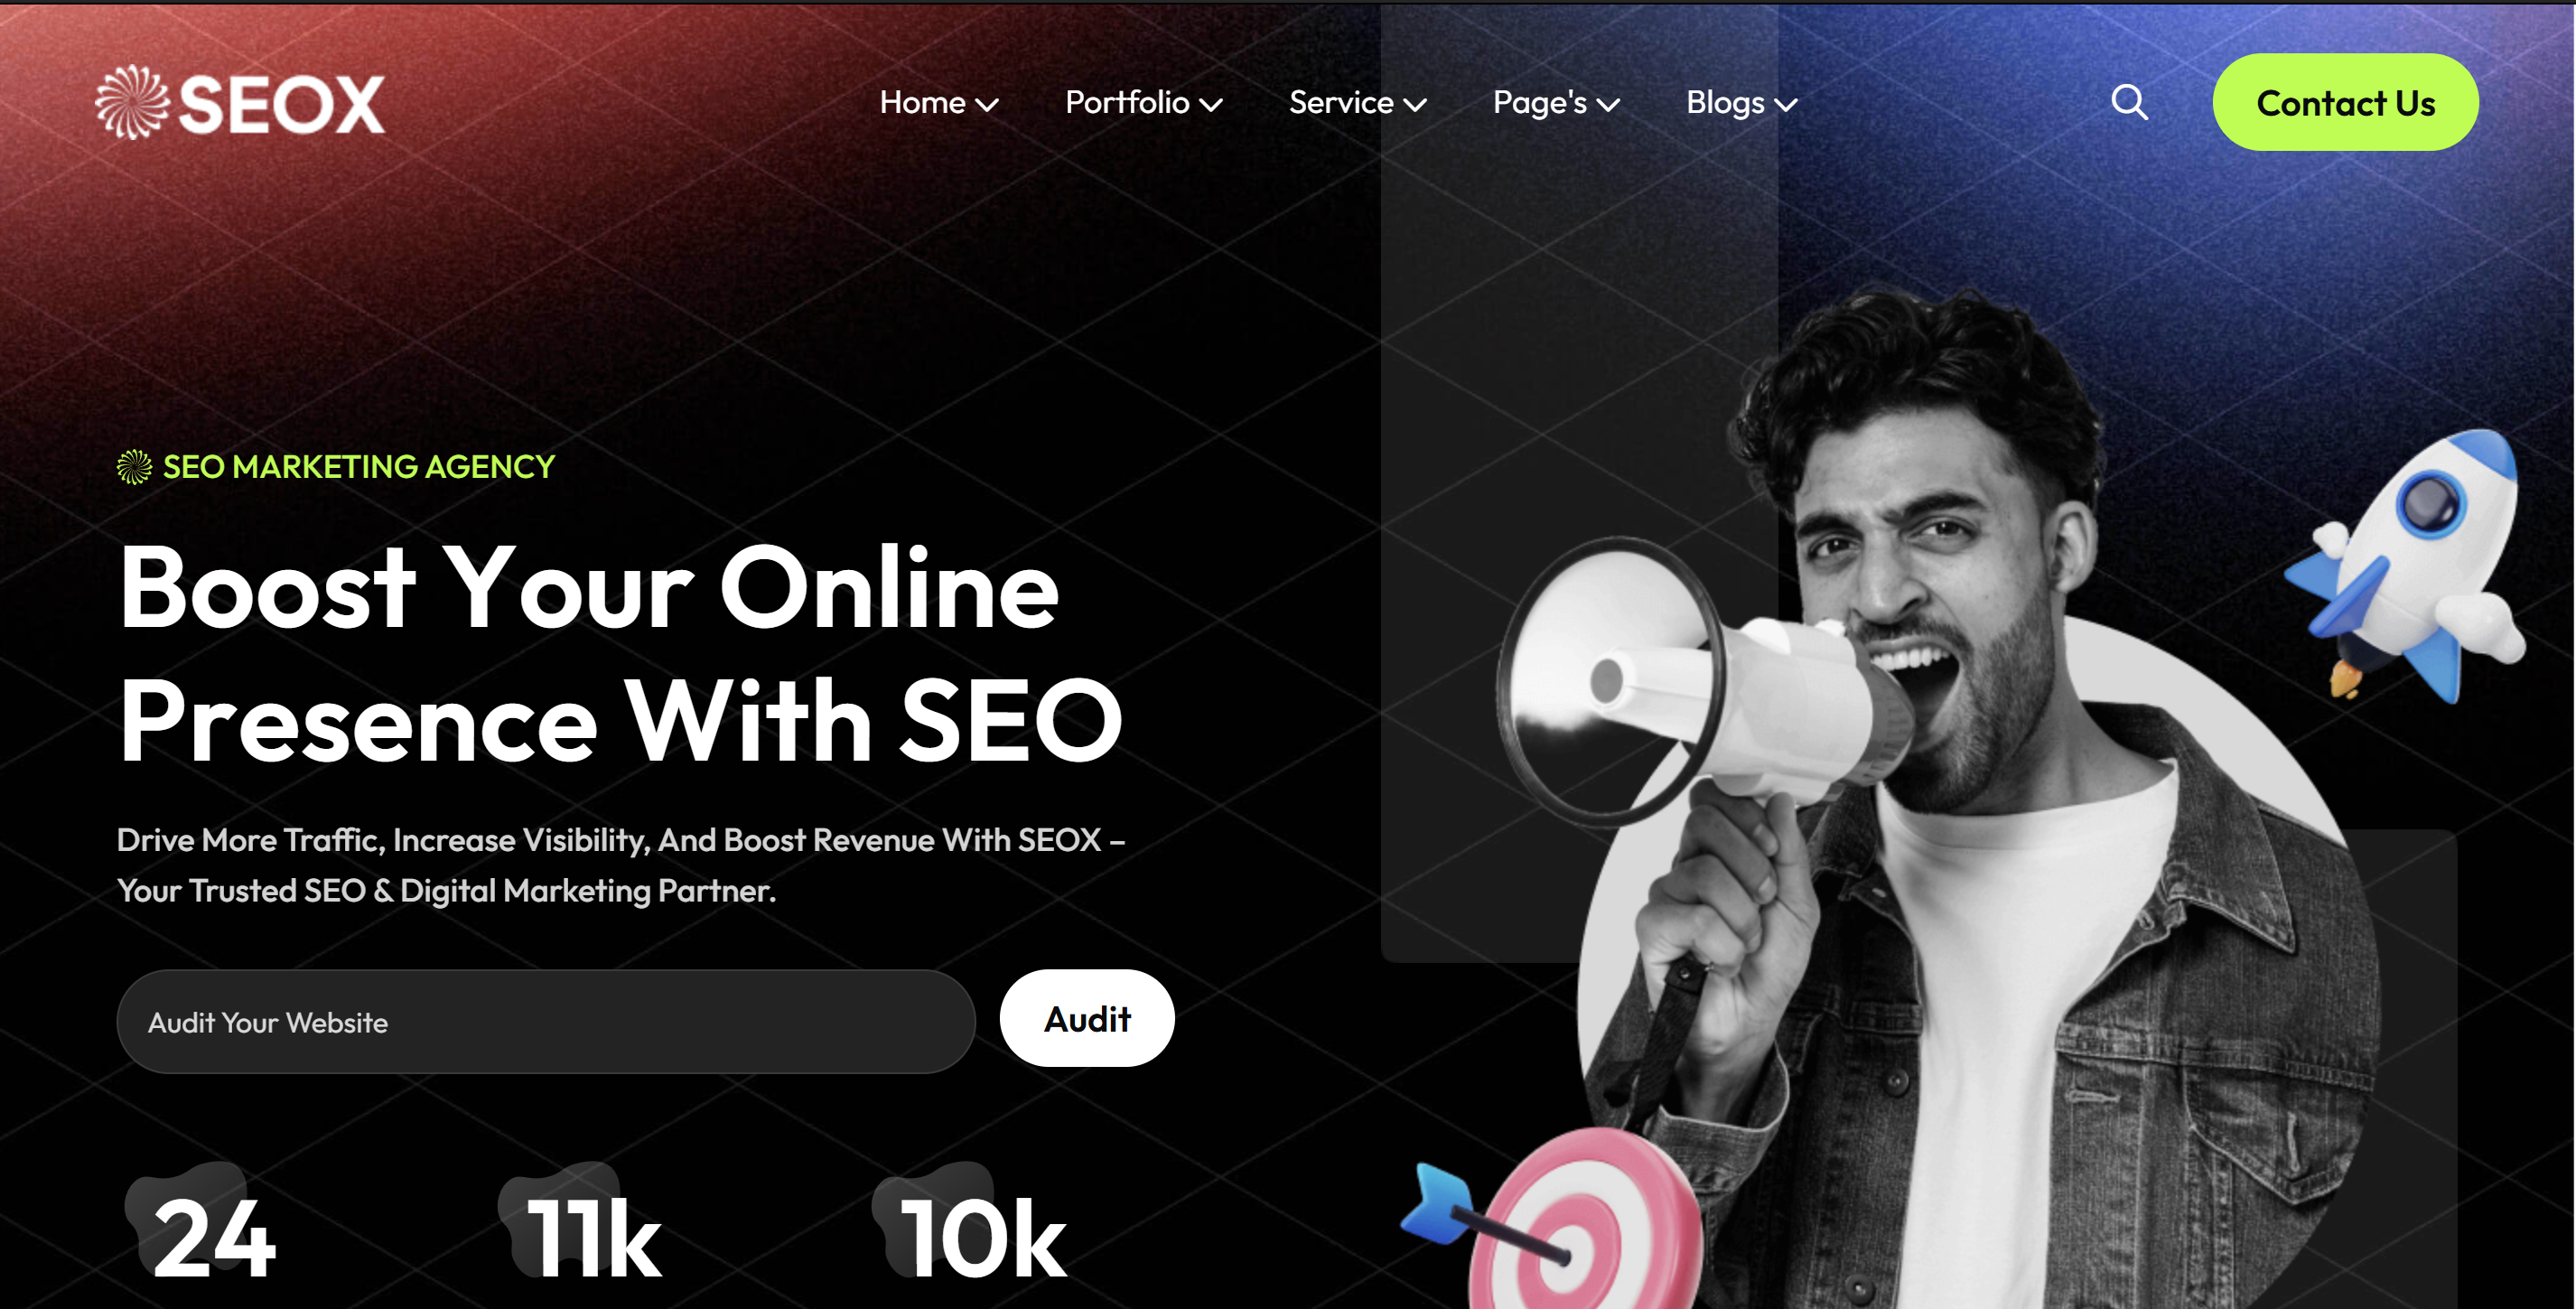 SEOX
Home Portfolio Service Page's Blogs
Contact Us
SEO MARKETING AGENCY
Boost Your Online
Presence With SEO
Drive More Traffic, Increase Visibility, And Boost Revenue With SEOX –
Your Trusted SEO & Digital Marketing Partner.
Audit Your Website
Audit
24 11k 10k